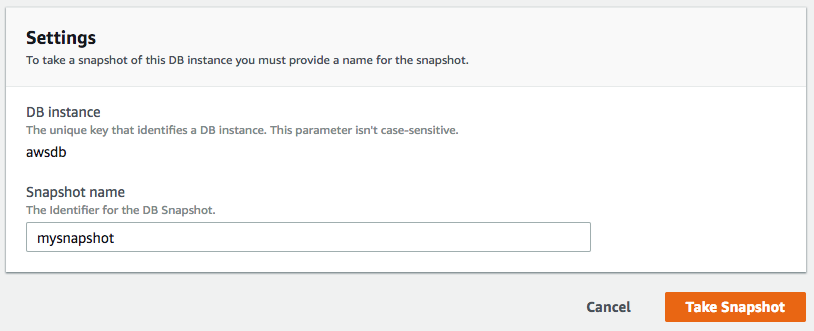 Settings
To take a snapshot of this DB instance you must provide a name for the snapshot.
DB instance
The unique key that identifies a DB instance. This parameter isn't case-sensitive.
awsdb
Snapshot name
The Identifier for the DB Snapshot.
mysnapshot
Cancel Take Snapshot